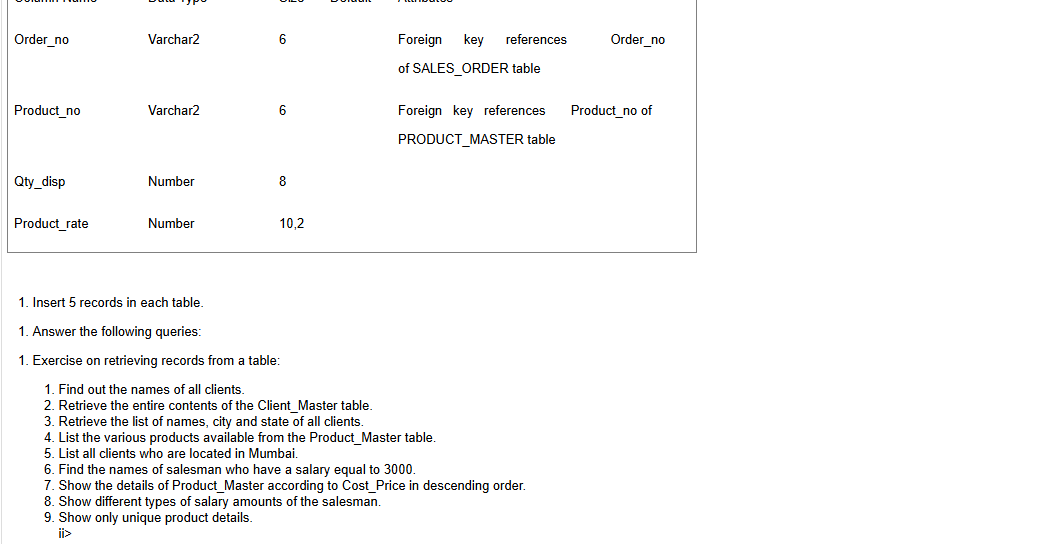 Order_no Varchar2 6 Foreign key references Order_no
of SALES_ORDER table
Product_no Varchar2 6 Foreign key references Product_no of
PRODUCT_MASTER table
Qty_disp Number 8
Product_rate Number 10,2
1. Insert 5 records in each table.
1. Answer the following queries:
1. Exercise on retrieving records from a table:
1. Find out the names of all clients.
2. Retrieve the entire contents of the Client_Master table.
3. Retrieve the list of names, city and state of all clients.
4. List the various products available from the Product_Master table.
5. List all clients who are located in Mumbai.
6. Find the names of salesman who have a salary equal to 3000.
7. Show the details of Product_Master according to Cost_Price in descending order.
8. Show different types of salary amounts of the salesman.
9. Show only unique product details.
ii>